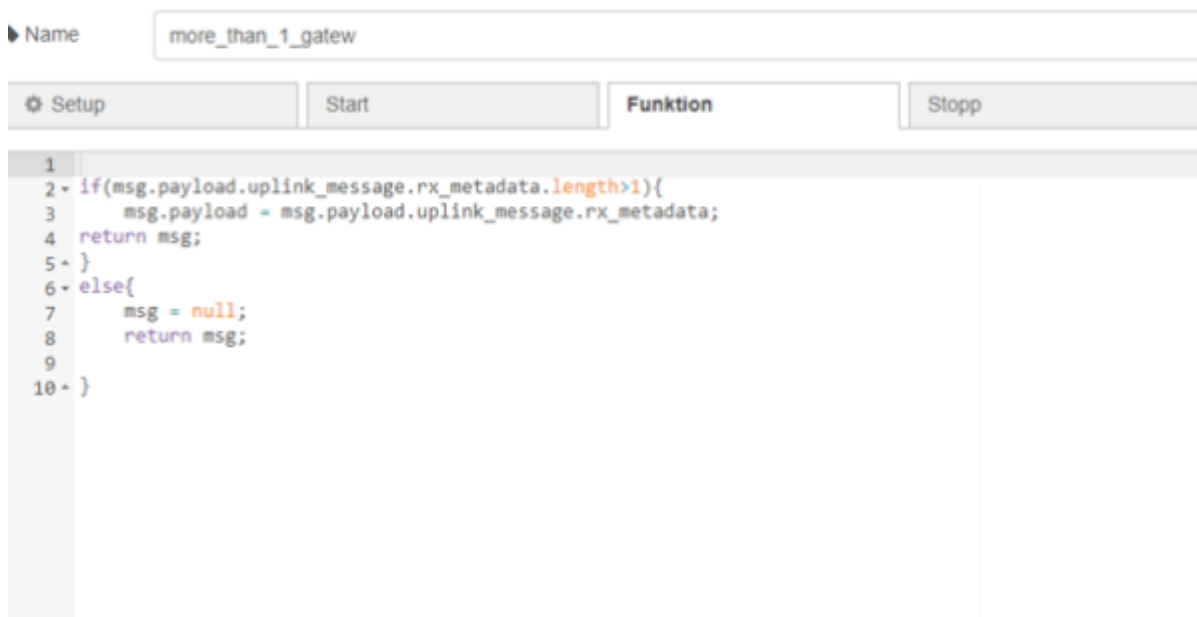 Name more_than_1_gatew
Setup Start Funktion Stopp
1
2 if(msg.payload.uplink_message.rx_metadata.length>1){
3 msg.payload = msg.payload.uplink_message.rx_metadata;
4 return msg;
5 }
6 else{
7 msg = null;
8 return msg;
9
10 }